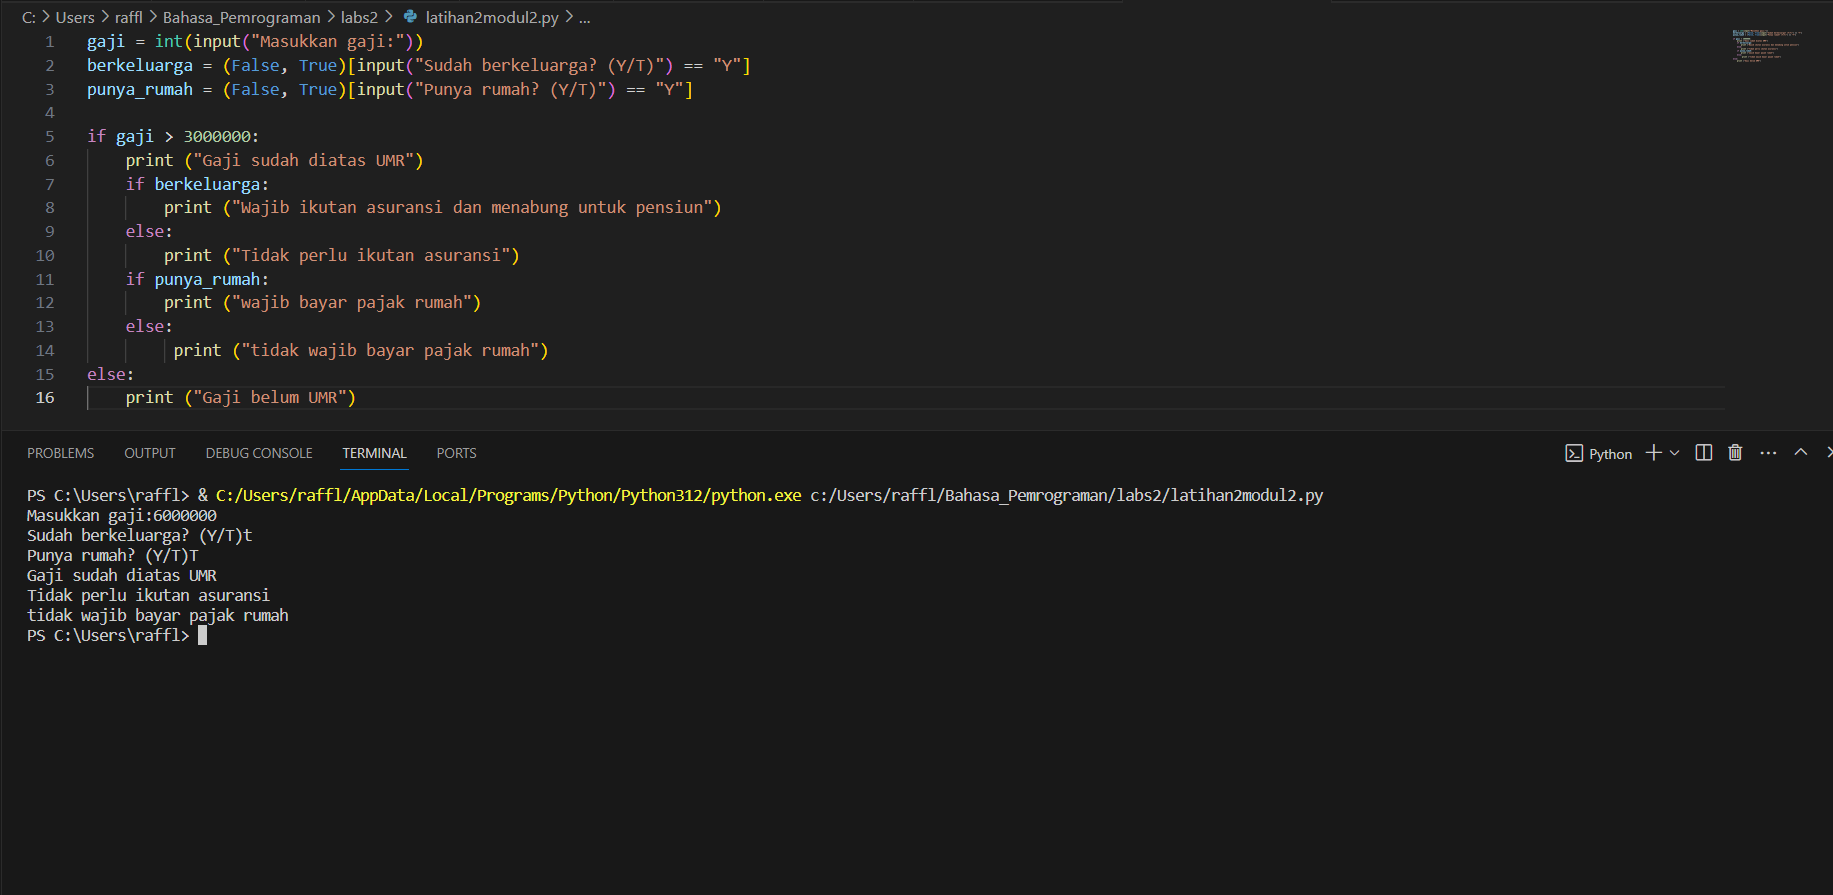 C: > Users > raffl > Bahasa_Pemrograman > labs2 > latihan2modul2.py > ...
1 gaji = int(input("Masukkan gaji:"))
2 berkeluarga = (False, True)[input("Sudah berkeluarga? (Y/T)") == "Y"]
3 punya_rumah = (False, True)[input("Punya rumah? (Y/T)") == "Y"]
4
5 if gaji > 3000000:
6     print ("Gaji sudah diatas UMR")
7     if berkeluarga:
8         print ("Wajib ikutan asuransi dan menabung untuk pensiun")
9     else:
10         print ("Tidak perlu ikutan asuransi")
11     if punya_rumah:
12         print ("wajib bayar pajak rumah")
13     else:
14          print ("tidak wajib bayar pajak rumah")
15 else:
16     print ("Gaji belum UMR")
PROBLEMS OUTPUT DEBUG CONSOLE TERMINAL PORTS Python
PS C:\Users\raffl> & C:/Users/raffl/AppData/Local/Programs/Python/Python312/python.exe c:/Users/raffl/Bahasa_Pemrograman/labs2/latihan2modul2.py
Masukkan gaji:6000000
Sudah berkeluarga? (Y/T)t
Punya rumah? (Y/T)T
Gaji sudah diatas UMR
Tidak perlu ikutan asuransi
tidak wajib bayar pajak rumah
PS C:\Users\raffl>